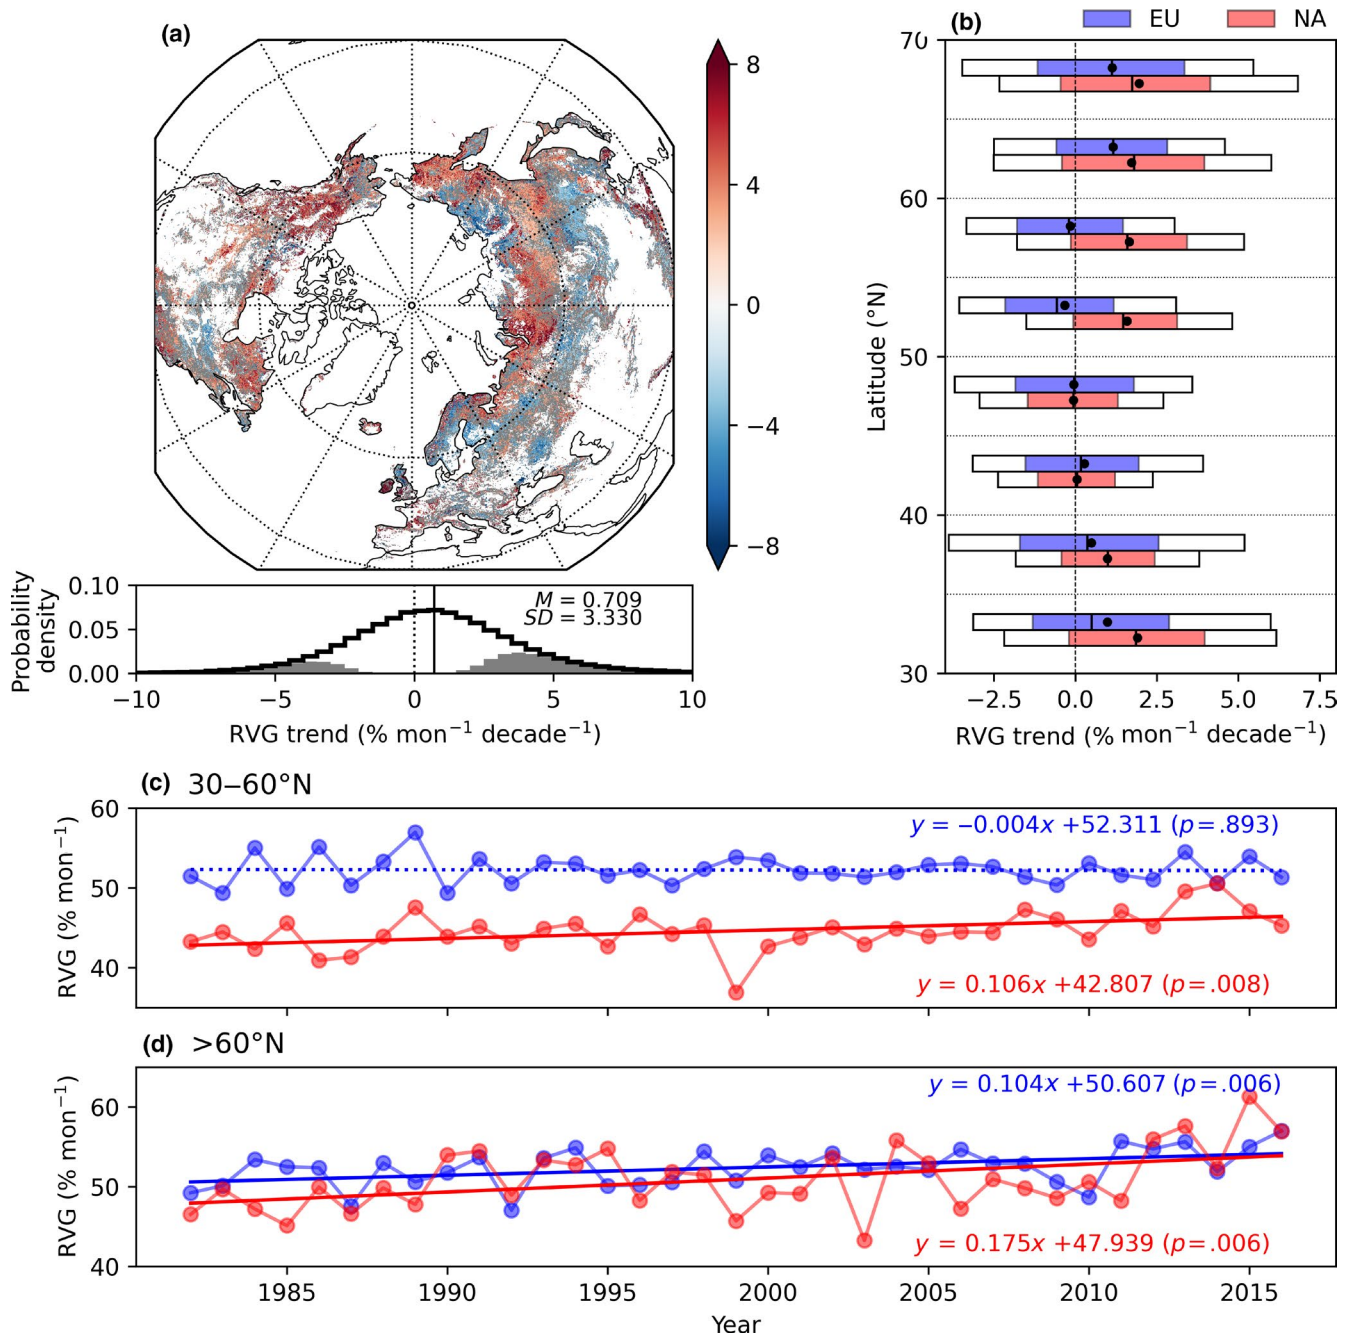 (a)
8
4
0
−4
−8
(b)
EU
NA
70
60
50
40
30
Latitude (°N)
−2.5 0.0 2.5 5.0 7.5
RVG trend (% mon⁻¹ decade⁻¹)
Probability
density
0.10
0.05
0.00
M = 0.709
SD = 3.330
−10 −5 0 5 10
RVG trend (% mon⁻¹ decade⁻¹)
(c) 30–60°N
RVG (% mon⁻¹)
60
50
40
y = –0.004x +52.311 (p=.893)
y = 0.106x +42.807 (p=.008)
(d) >60°N
RVG (% mon⁻¹)
60
50
40
y = 0.104x +50.607 (p=.006)
y = 0.175x +47.939 (p=.006)
1985 1990 1995 2000 2005 2010 2015
Year